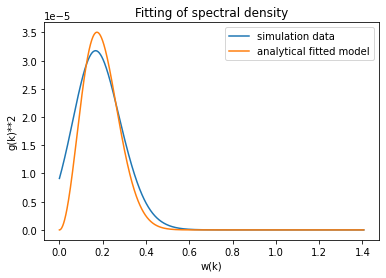 Fitting of spectral density
1e−5
simulation data
analytical fitted model
3.5
3.0
2.5
2.0
1.5
1.0
0.5
0.0
g(k)**2
0.0 0.2 0.4 0.6 0.8 1.0 1.2 1.4
w(k)